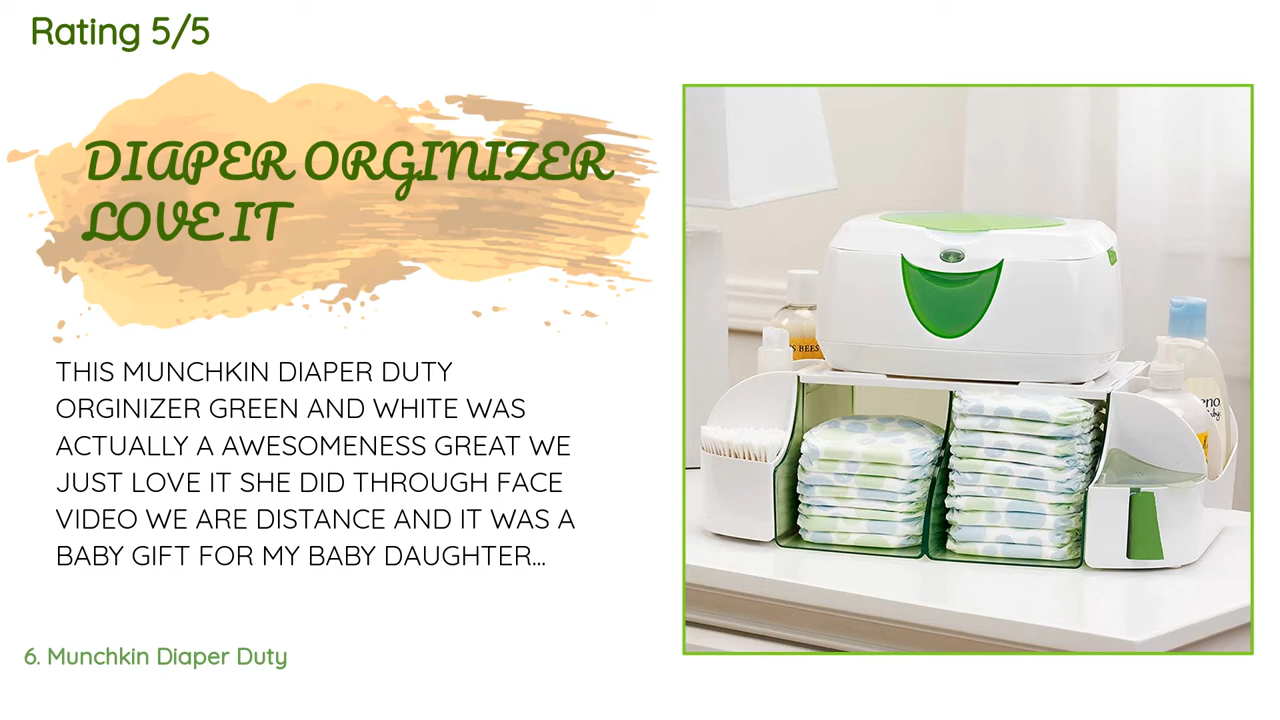 Rating 5/5
DIAPER ORGINIZER
LOVE IT
THIS MUNCHKIN DIAPER DUTY
ORGINIZER GREEN AND WHITE WAS
ACTUALLY A AWESOMENESS GREAT WE
JUST LOVE IT SHE DID THROUGH FACE
VIDEO WE ARE DISTANCE AND IT WAS A
BABY GIFT FOR MY BABY DAUGHTER...
BEES
6. Munchkin Diaper Duty